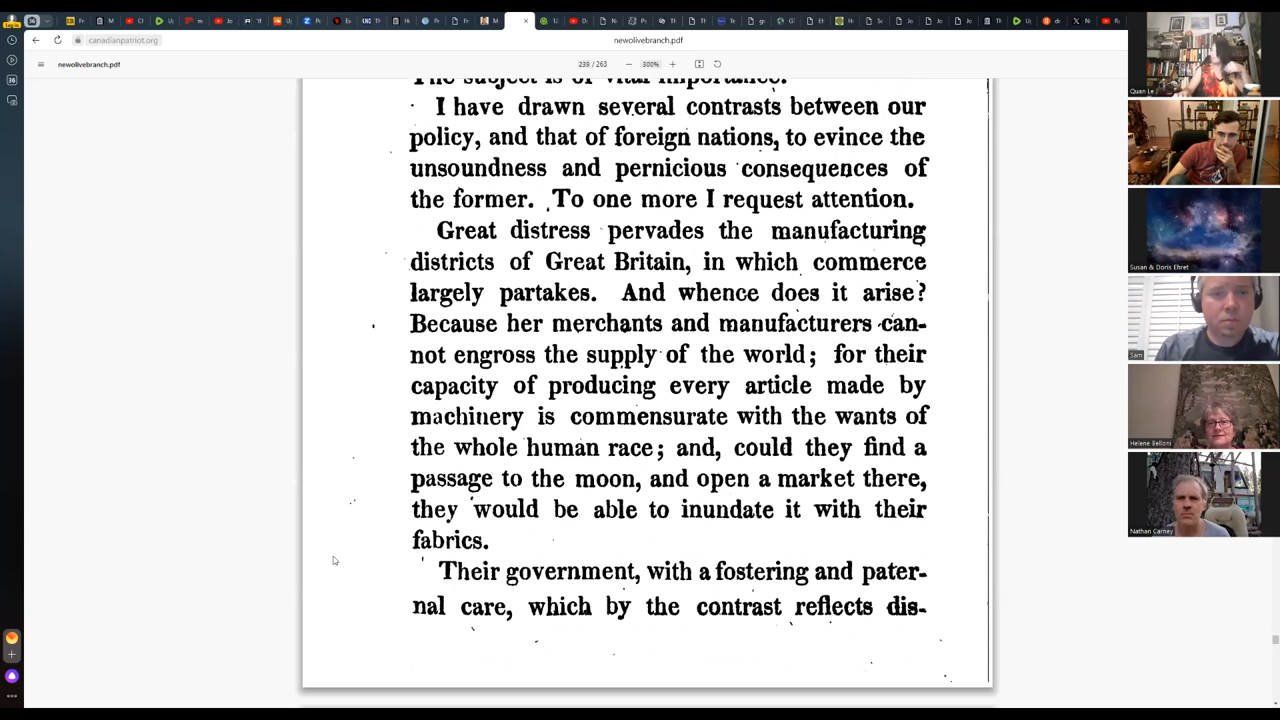 canadianpatriot.org
newolivebranch.pdf
newolivebranch.pdf
239 / 263
300%
The subject is of vital importance.
I have drawn several contrasts between our
policy, and that of foreign nations, to evince the
unsoundness and pernicious consequences of
the former. To one more I request attention.
Great distress pervades the manufacturing
districts of Great Britain, in which commerce
largely partakes. And whence does it arise?
Because her merchants and manufacturers can-
not engross the supply of the world; for their
capacity of producing every article made by
machinery is commensurate with the wants of
the whole human race; and, could they find a
passage to the moon, and open a market there,
they would be able to inundate it with their
fabrics.
Their government, with a fostering and pater-
nal care, which by the contrast reflects dis-
Quan Le
Susan & Doris Ehret
Sam
Helene Belloni
Nathan Carney